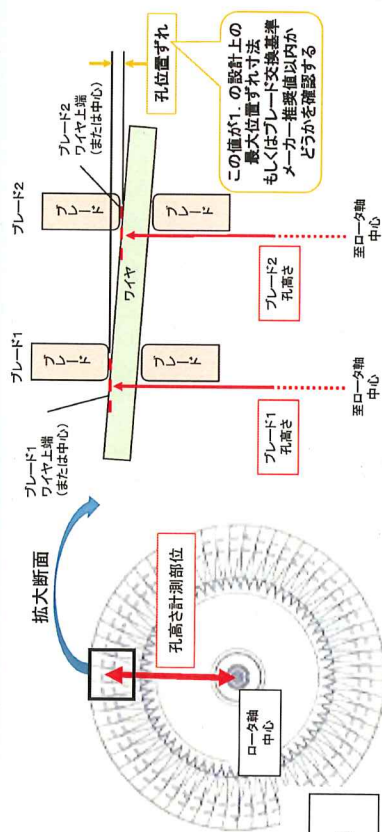 拡大断面
孔高さ計測部位
ロータ軸
中心
ブレード1
ワイヤ上端
(または中心)
ブレード1
ブレード
ブレード
ブレード1
孔高さ
至ロータ軸
中心
ワイヤ
ブレード2
ワイヤ上端
(または中心)
ブレード2
ブレード
ブレード
ブレード2
孔高さ
至ロータ軸
中心
孔位置ずれ
この値が1.の設計上の
最大位置ずれ寸法
もしくはブレード交換基準
メーカー推奨値以内か
どうかを確認する